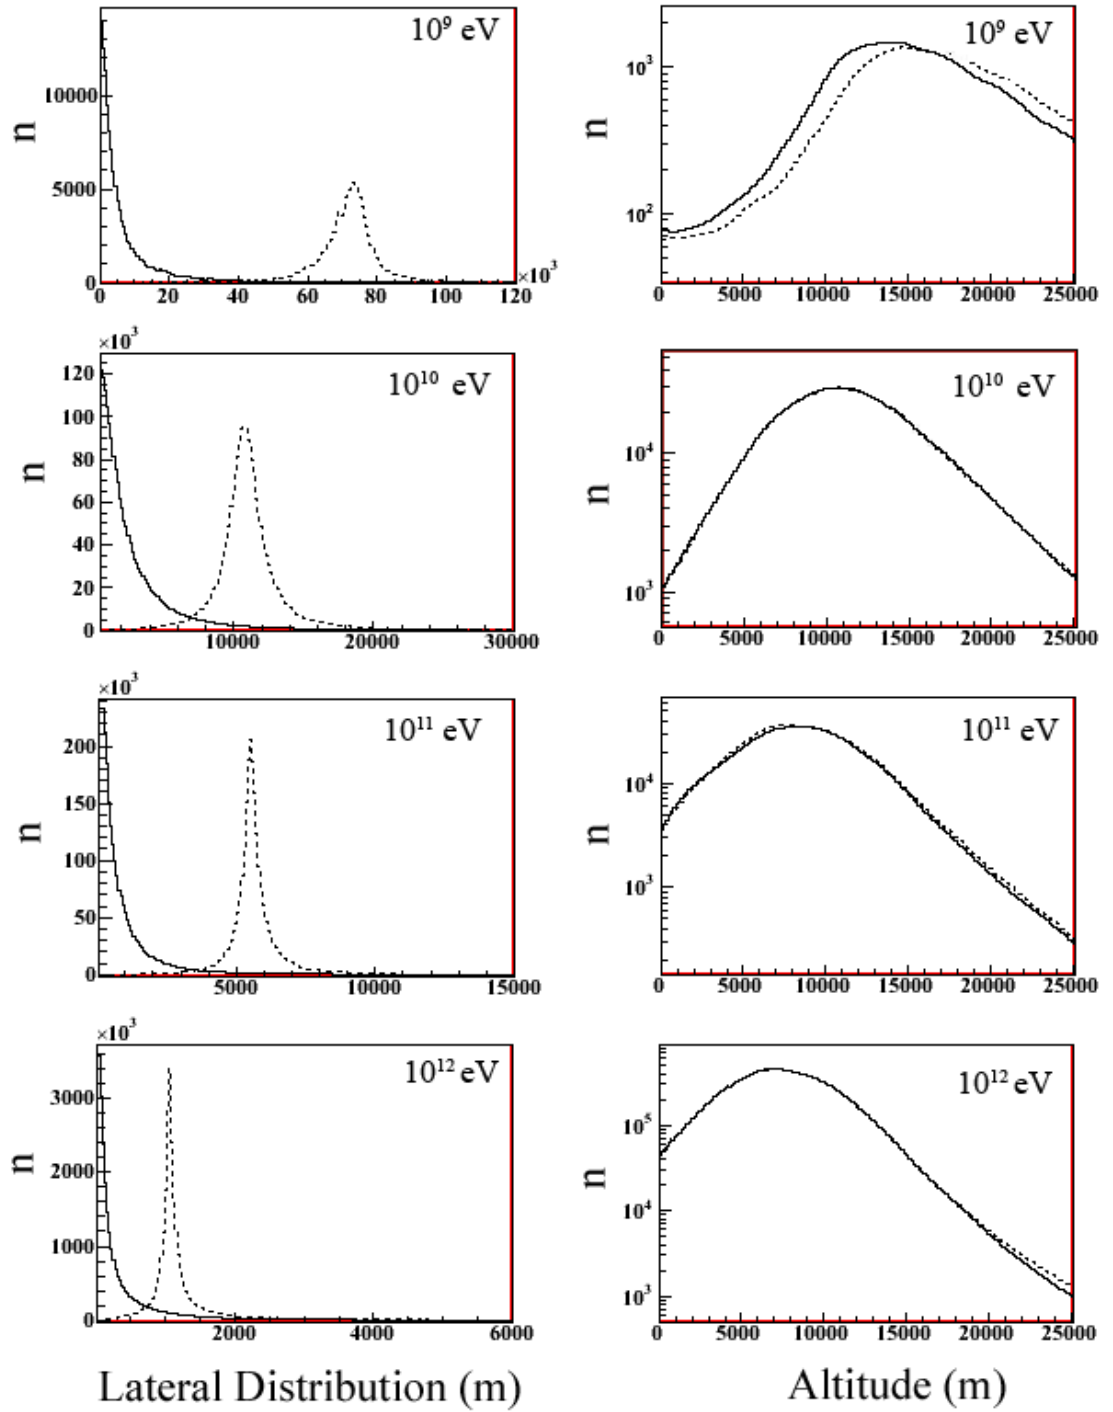 10⁹ eV
n
10000
5000
0
0 20 40 60 80 100 120 ×10³
10⁹ eV
n
10³
10²
0 5000 10000 15000 20000 25000
×10³
10¹⁰ eV
n
120
100
80
60
40
20
0
10000 20000 30000
10¹⁰ eV
n
10⁴
10³
0 5000 10000 15000 20000 25000
×10³
10¹¹ eV
n
200
150
100
50
0
5000 10000 15000
10¹¹ eV
n
10⁴
10³
0 5000 10000 15000 20000 25000
×10³
10¹² eV
n
3000
2000
1000
0
2000 4000 6000
10¹² eV
n
10⁵
10⁴
10³
0 5000 10000 15000 20000 25000
Lateral Distribution (m)
Altitude (m)